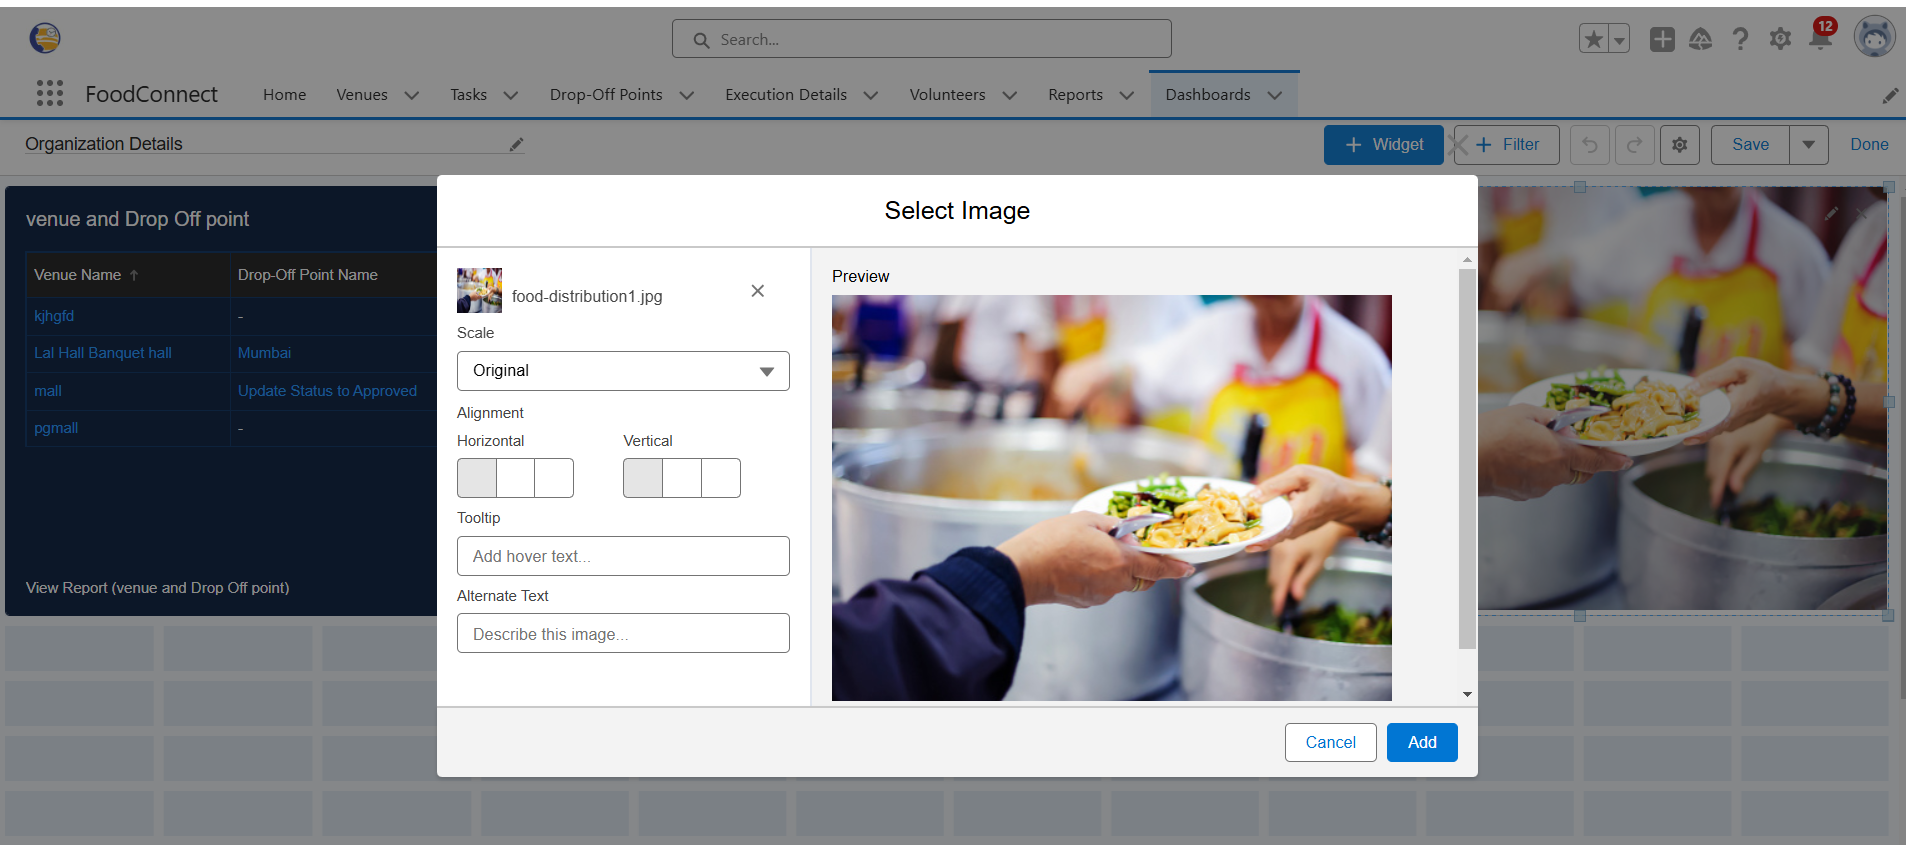 Search...
12
FoodConnect Home Venues Tasks Drop-Off Points Execution Details Volunteers Reports Dashboards
Organization Details
+ Widget + Filter Save Done
Select Image
venue and Drop Off point
Venue Name ↑ Drop-Off Point Name
kjhgfd -
Lal Hall Banquet hall Mumbai
mall Update Status to Approved
pgmall -
View Report (venue and Drop Off point)
food-distribution1.jpg
Scale
Original
Alignment
Horizontal Vertical
Tooltip
Add hover text...
Alternate Text
Describe this image...
Preview
Cancel Add